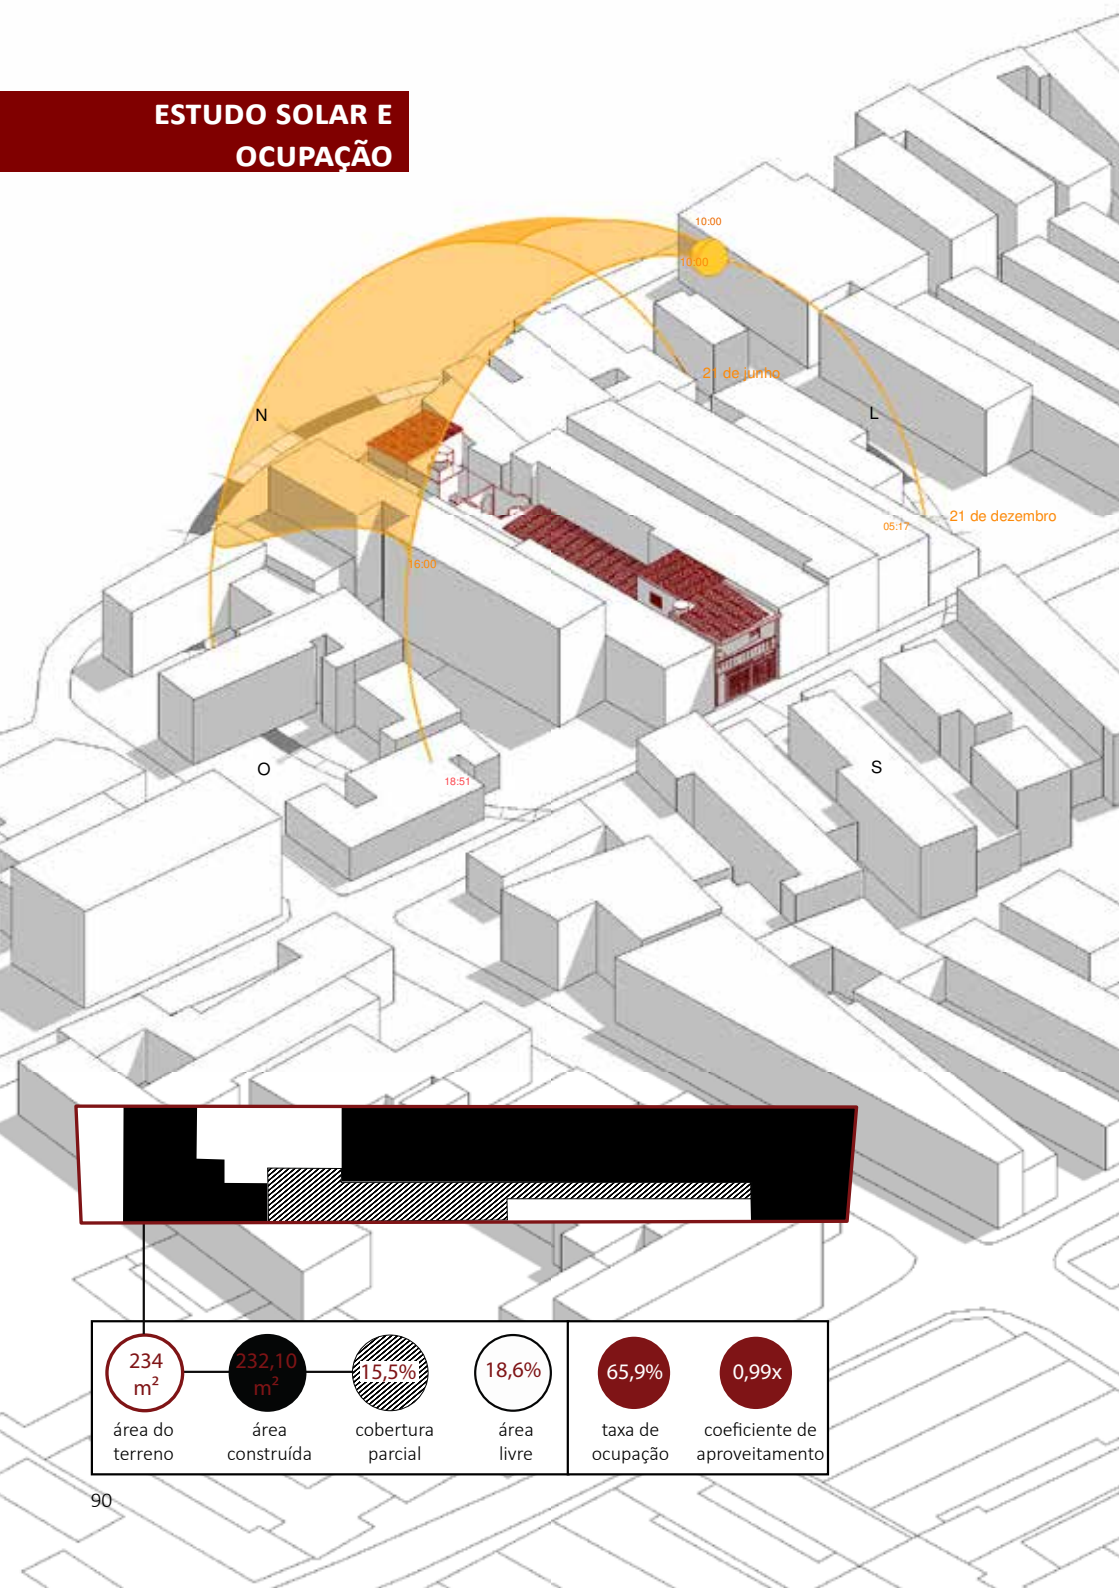 ESTUDO SOLAR E
OCUPAÇÃO
10:00
10:00
21 de junho
N
L
21 de dezembro
05:17
16:00
O
S
18:51
234
m²
232,10
m²
15,5%
18,6%
65,9%
0,99x
área do
terreno
área
construída
cobertura
parcial
área
livre
taxa de
ocupação
coeficiente de
aproveitamento
90